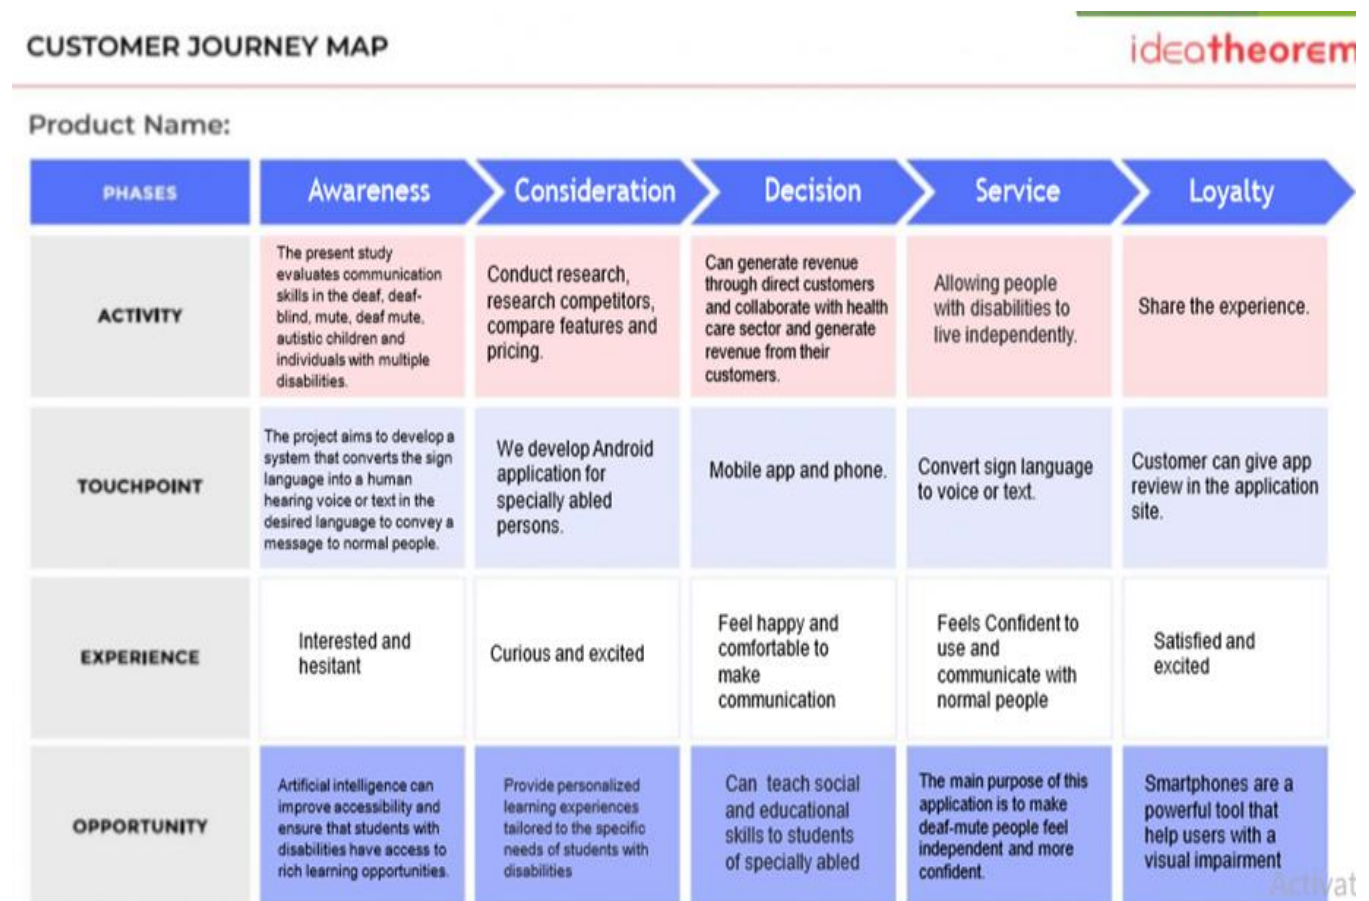 CUSTOMER JOURNEY MAP
ideatheorem
Product Name:
PHASES
Awareness
Consideration
Decision
Service
Loyalty
ACTIVITY
The present study
evaluates communication
skills in the deaf, deaf-
blind, mute, deaf mute,
autistic children and
individuals with multiple
disabilities.
Conduct research,
research competitors,
compare features and
pricing.
Can generate revenue
through direct customers
and collaborate with health
care sector and generate
revenue from their
customers.
Allowing people
with disabilities to
live independently.
Share the experience.
TOUCHPOINT
The project aims to develop a
system that converts the sign
language into a human
hearing voice or text in the
desired language to convey a
message to normal people.
We develop Android
application for
specially abled
persons.
Mobile app and phone.
Convert sign language
to voice or text.
Customer can give app
review in the application
site.
EXPERIENCE
Interested and
hesitant
Curious and excited
Feel happy and
comfortable to
make
communication
Feels Confident to
use and
communicate with
normal people
Satisfied and
excited
OPPORTUNITY
Artificial intelligence can
improve accessibility and
ensure that students with
disabilities have access to
rich learning opportunities.
Provide personalized
learning experiences
tailored to the specific
needs of students with
disabilities
Can teach social
and educational
skills to students
of specially abled
The main purpose of this
application is to make
deaf-mute people feel
independent and more
confident.
Smartphones are a
powerful tool that
help users with a
visual impairment
Activat